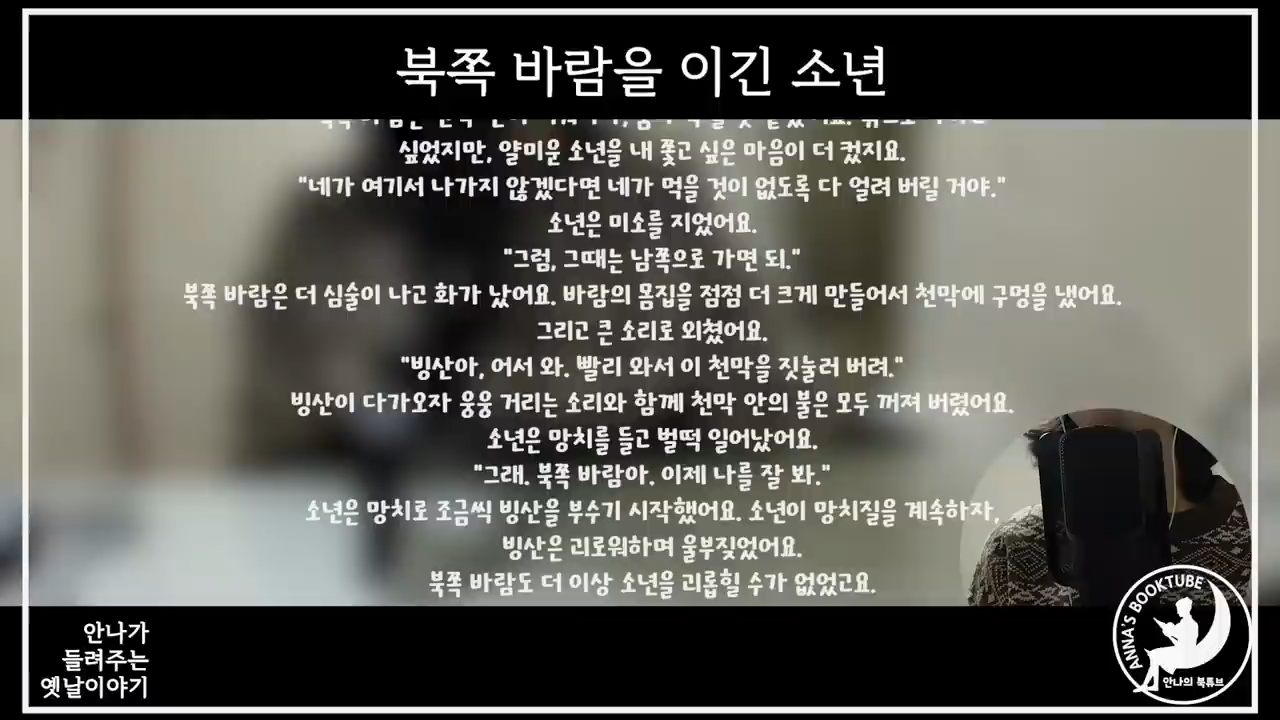 북쪽 바람을 이긴 소년
싶었지만, 얄미운 소년을 내 쫓고 싶은 마음이 더 컸지요.
"네가 여기서 나가지 않겠다면 네가 먹을 것이 없도록 다 얼려 버릴 거야."
소년은 미소를 지었어요.
"그럼, 그때는 남쪽으로 가면 되."
북쪽 바람은 더 심술이 나고 화가 났어요. 바람의 몸집을 점점 더 크게 만들어서 천막에 구멍을 냈어요.
그리고 큰 소리로 외쳤어요.
"빙산아, 어서 와. 빨리 와서 이 천막을 짓눌러 버려."
빙산이 다가오자 웅웅 거리는 소리와 함께 천막 안의 불은 모두 꺼져 버렸어요.
소년은 망치를 들고 벌떡 일어났어요.
"그래. 북쪽 바람아. 이제 나를 잘 봐."
소년은 망치로 조금씩 빙산을 부수기 시작했어요. 소년이 망치질을 계속하자,
빙산은 괴로워하며 울부짖었어요.
북쪽 바람도 더 이상 소년을 괴롭힐 수가 없었고요.
안나가
들려주는
옛날이야기
ANNA'S BOOKTUBE
안나의 북튜브